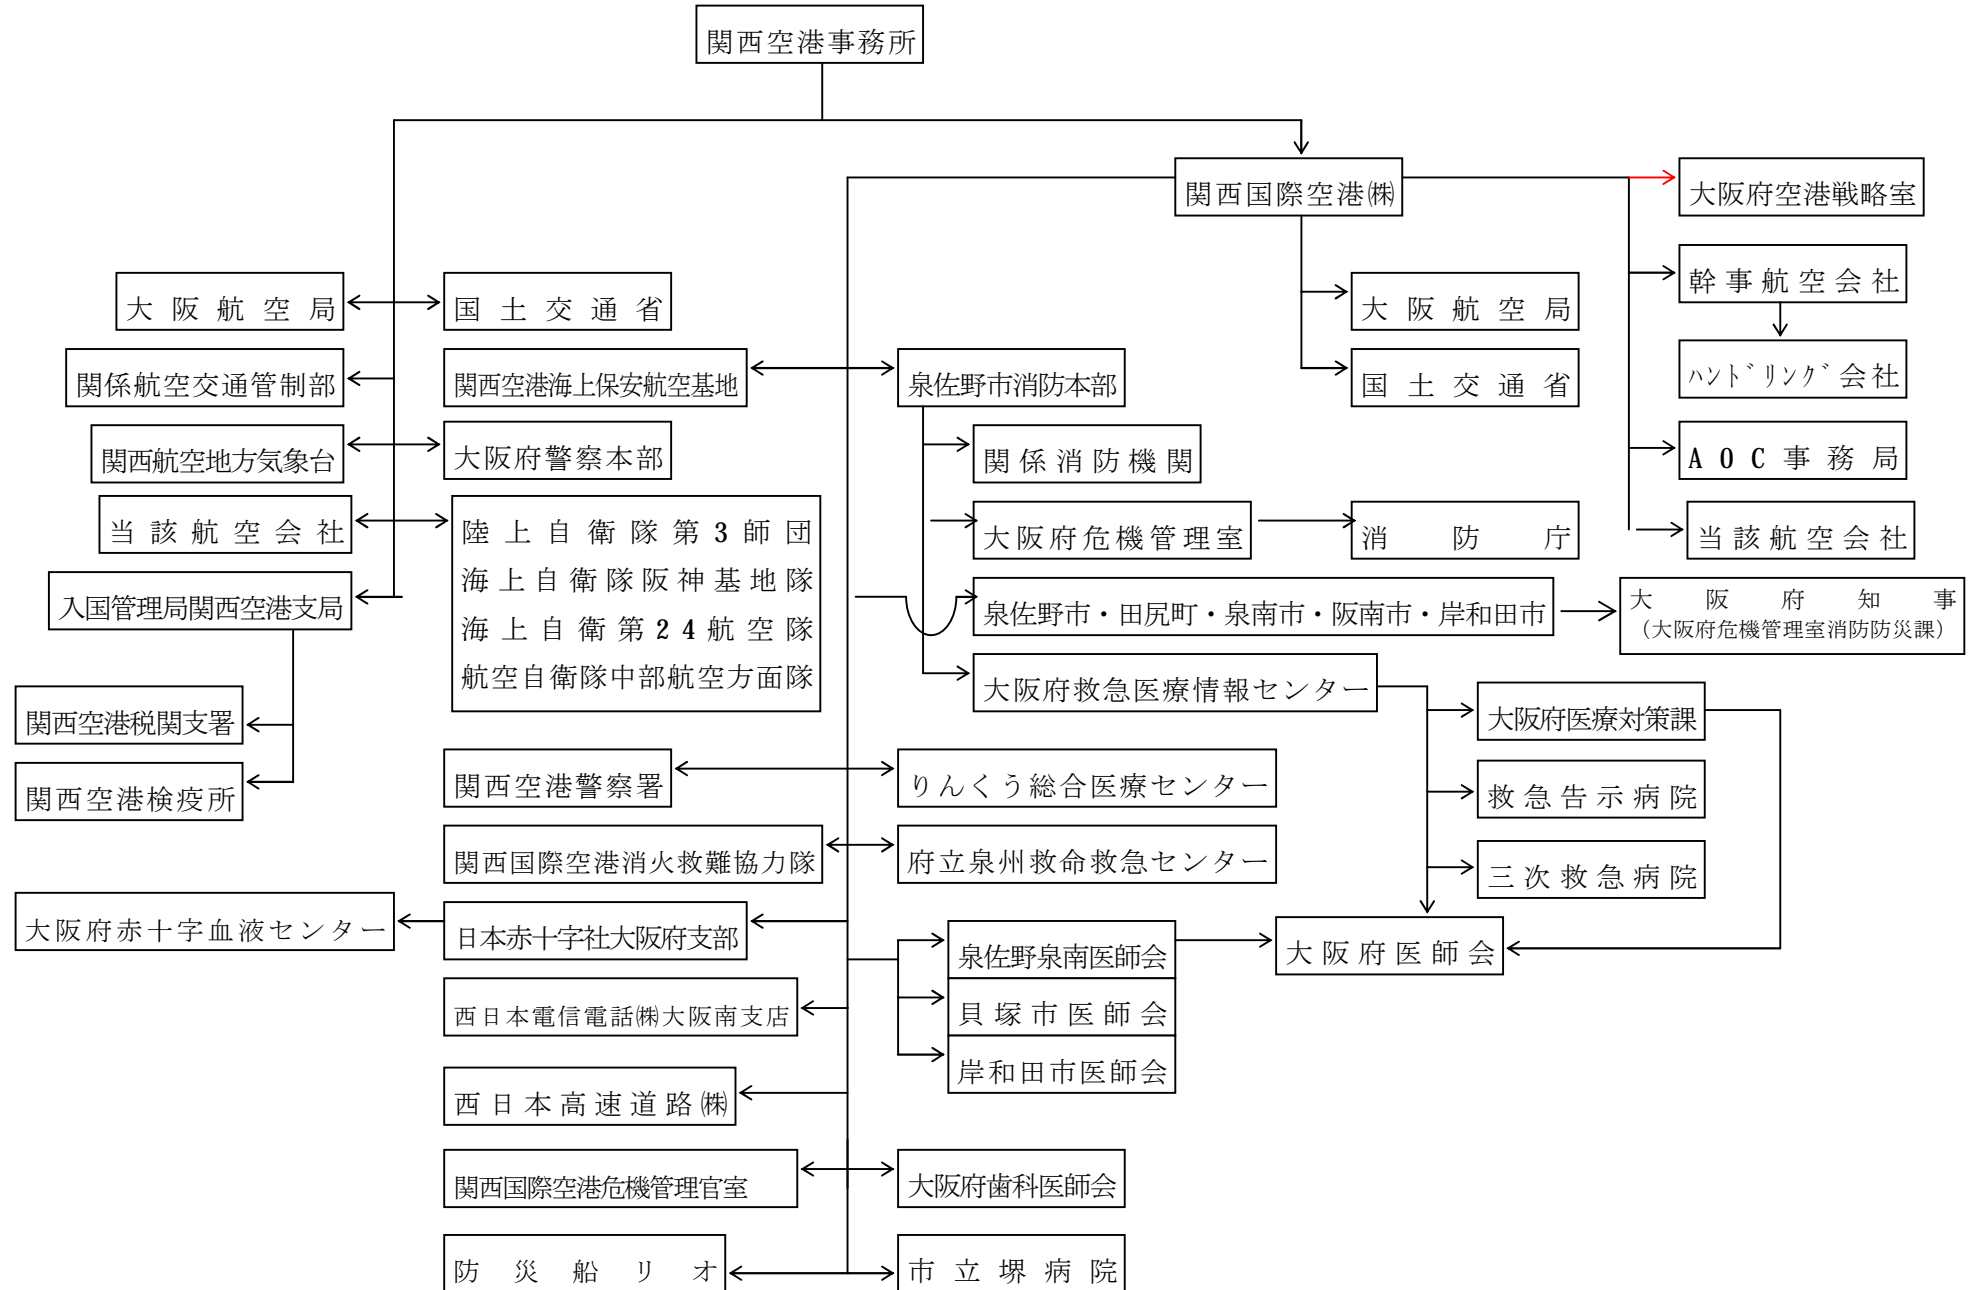 関西空港事務所
関西国際空港㈱
大阪府空港戦略室
大阪航空局
国土交通省
大阪航空局
幹事航空会社
関係航空交通管制部
関西空港海上保安航空基地
泉佐野市消防本部
国土交通省
ﾊﾝﾄﾞﾘﾝｸﾞ会社
関西航空地方気象台
大阪府警察本部
関係消防機関
AOC事務局
当該航空会社
陸上自衛隊第3師団
海上自衛隊阪神基地隊
海上自衛第24航空隊
航空自衛隊中部航空方面隊
大阪府危機管理室
消防庁
当該航空会社
入国管理局関西空港支局
泉佐野市・田尻町・泉南市・阪南市・岸和田市
大阪府知事
（大阪府危機管理室消防防災課）
大阪府救急医療情報センター
関西空港税関支署
大阪府医療対策課
関西空港検疫所
関西空港警察署
りんくう総合医療センター
救急告示病院
関西国際空港消火救難協力隊
府立泉州救命救急センター
三次救急病院
大阪府赤十字血液センター
日本赤十字社大阪府支部
泉佐野泉南医師会
大阪府医師会
西日本電信電話㈱大阪南支店
貝塚市医師会
岸和田市医師会
西日本高速道路㈱
関西国際空港危機管理官室
大阪府歯科医師会
防災船リオ
市立堺病院